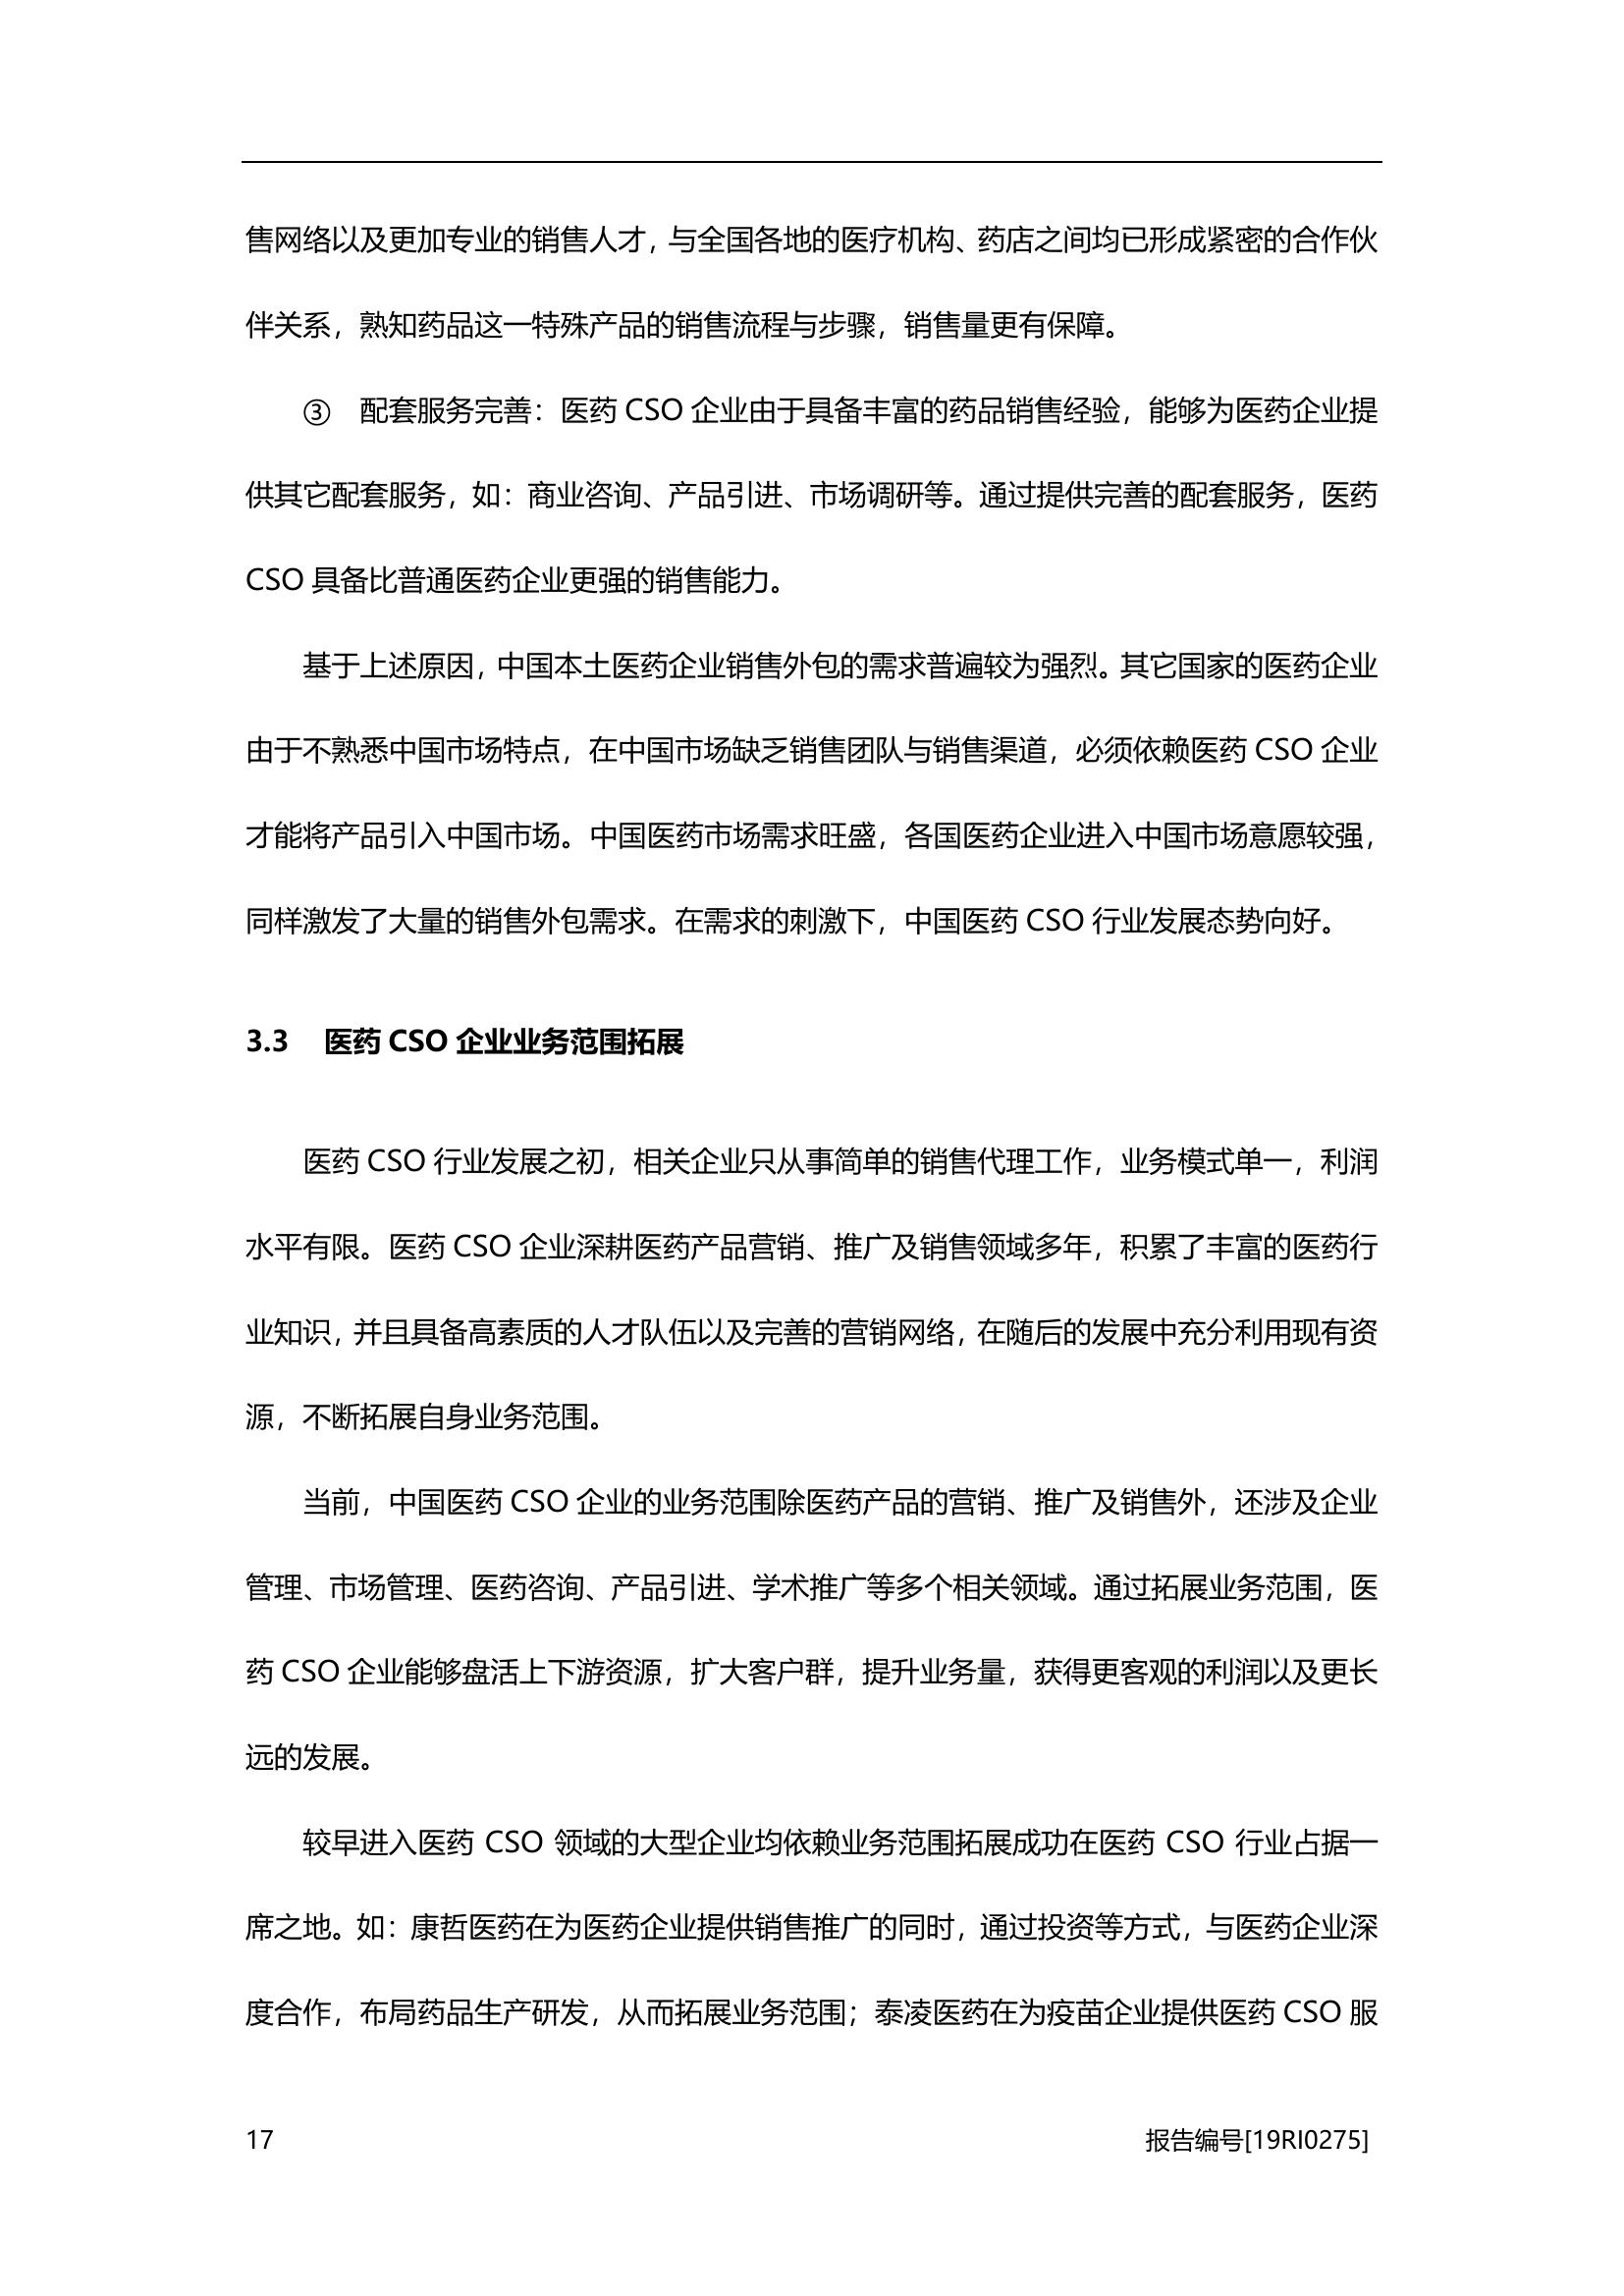 售网络以及更加专业的销售人才，与全国各地的医疗机构、药店之间均已形成紧密的合作伙
伴关系，熟知药品这一特殊产品的销售流程与步骤，销售量更有保障。
③ 配套服务完善：医药 CSO 企业由于具备丰富的药品销售经验，能够为医药企业提
供其它配套服务，如：商业咨询、产品引进、市场调研等。通过提供完善的配套服务，医药
CSO 具备比普通医药企业更强的销售能力。
基于上述原因，中国本土医药企业销售外包的需求普遍较为强烈。其它国家的医药企业
由于不熟悉中国市场特点，在中国市场缺乏销售团队与销售渠道，必须依赖医药 CSO 企业
才能将产品引入中国市场。中国医药市场需求旺盛，各国医药企业进入中国市场意愿较强，
同样激发了大量的销售外包需求。在需求的刺激下，中国医药 CSO 行业发展态势向好。
3.3 医药 CSO 企业业务范围拓展
医药 CSO 行业发展之初，相关企业只从事简单的销售代理工作，业务模式单一，利润
水平有限。医药 CSO 企业深耕医药产品营销、推广及销售领域多年，积累了丰富的医药行
业知识，并且具备高素质的人才队伍以及完善的营销网络，在随后的发展中充分利用现有资
源，不断拓展自身业务范围。
当前，中国医药 CSO 企业的业务范围除医药产品的营销、推广及销售外，还涉及企业
管理、市场管理、医药咨询、产品引进、学术推广等多个相关领域。通过拓展业务范围，医
药 CSO 企业能够盘活上下游资源，扩大客户群，提升业务量，获得更客观的利润以及更长
远的发展。
较早进入医药 CSO 领域的大型企业均依赖业务范围拓展成功在医药 CSO 行业占据一
席之地。如：康哲医药在为医药企业提供销售推广的同时，通过投资等方式，与医药企业深
度合作，布局药品生产研发，从而拓展业务范围；泰凌医药在为疫苗企业提供医药 CSO 服
17 报告编号[19RI0275]